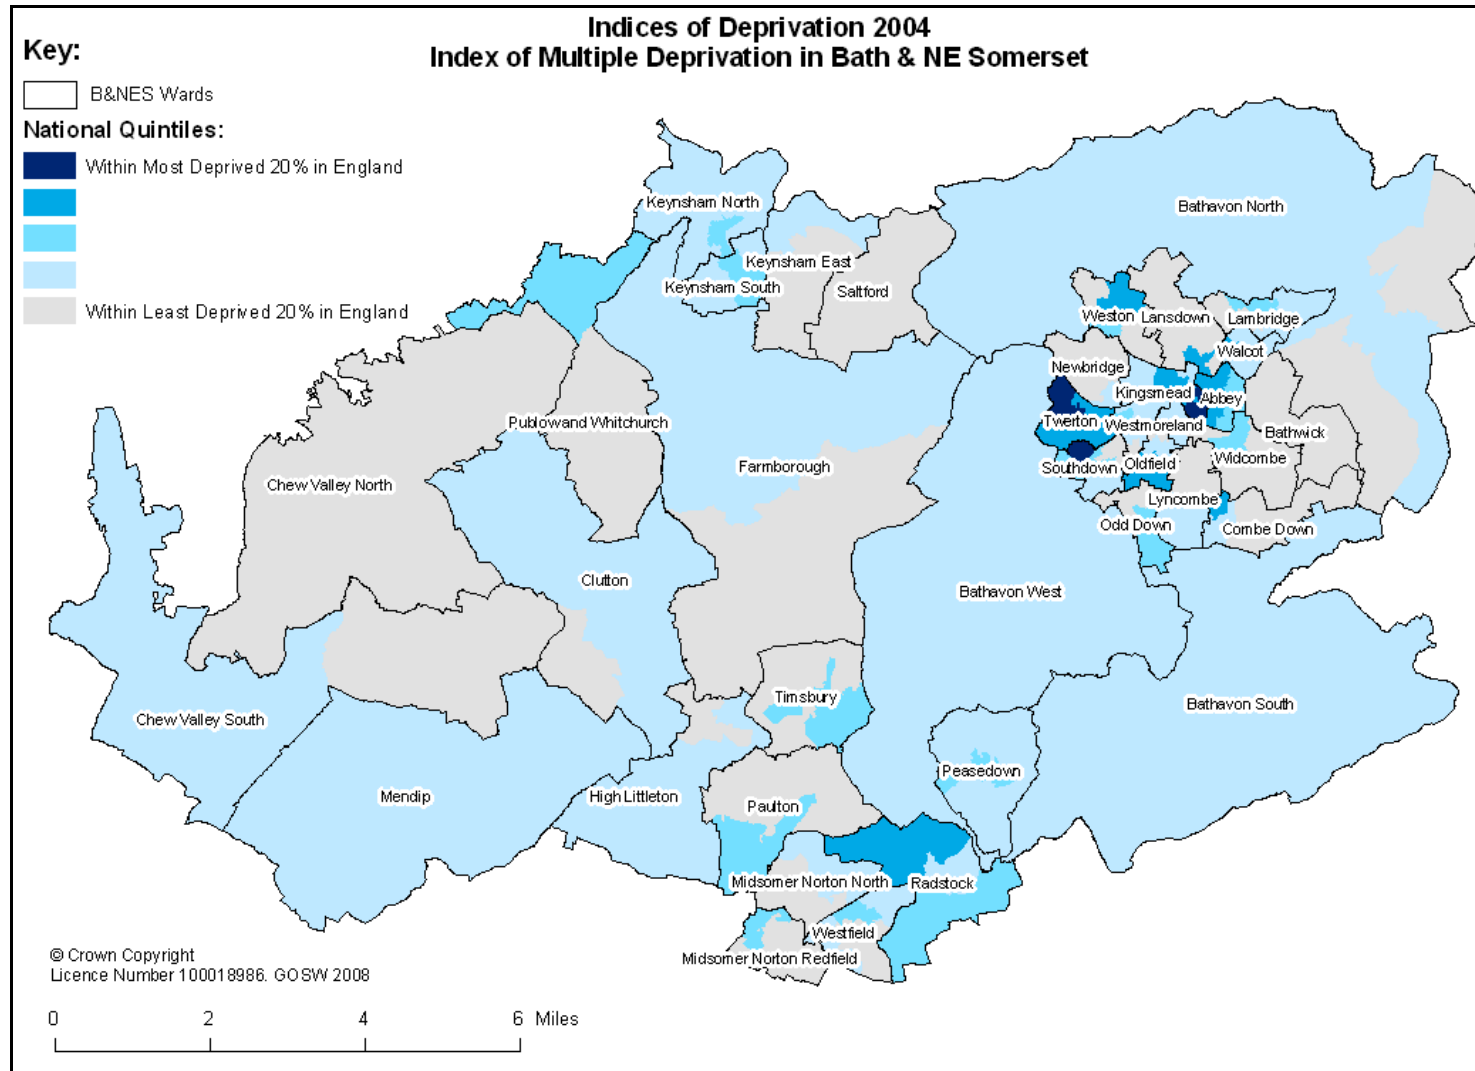 Indices of Deprivation 2004
Index of Multiple Deprivation in Bath & NE Somerset
Key:
B&NES Wards
National Quintiles:
Within Most Deprived 20% in England
Within Least Deprived 20% in England
Keynsham North
Bathavon North
Keynsham East
Keynsham South
Saltford
Weston
Lansdown
Lambridge
Walcot
Newbridge
Kingsmead
Abbey
Twerton
Westmoreland
Bathwick
Publow and Whitchurch
Farmborough
Southdown
Oldfield
Widcombe
Chew Valley North
Lyncombe
Odd Down
Combe Down
Clutton
Bathavon West
Timsbury
Chew Valley South
Bathavon South
Peasedown
Mendip
High Littleton
Paulton
Midsomer Norton North
Radstock
Westfield
Midsomer Norton Redfield
© Crown Copyright
Licence Number 100018986. GOSW 2008
0 2 4 6 Miles